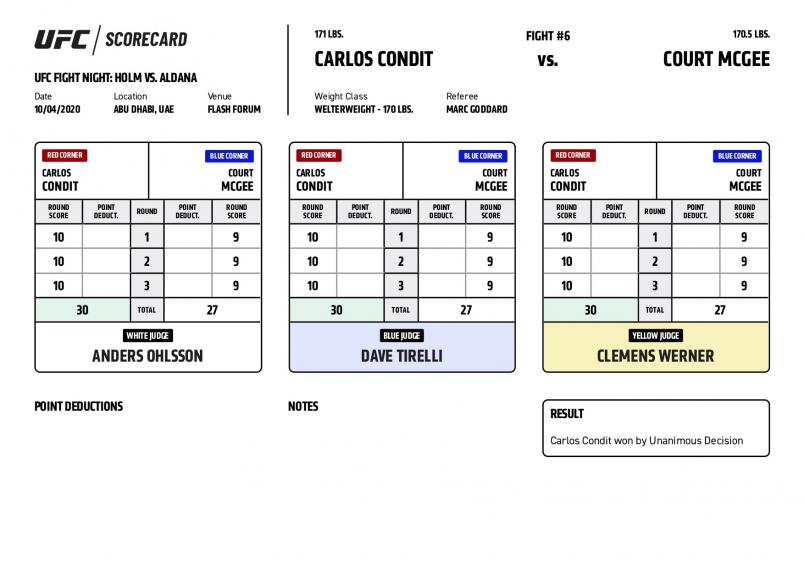 UFC / SCORECARD
UFC FIGHT NIGHT: HOLM VS. ALDANA
Date Location Venue
10/04/2020 ABU DHABI, UAE FLASH FORUM
171 LBS. FIGHT #6 170.5 LBS.
CARLOS CONDIT VS. COURT MCGEE
Weight Class Referee
WELTERWEIGHT - 170 LBS. MARC GODDARD
RED CORNER BLUE CORNER
CARLOS COURT
CONDIT MCGEE
ROUND SCORE POINT DEDUCT. ROUND POINT DEDUCT. ROUND SCORE
10 1 9
10 2 9
10 3 9
30 TOTAL 27
WHITE JUDGE
ANDERS OHLSSON
RED CORNER BLUE CORNER
CARLOS COURT
CONDIT MCGEE
ROUND SCORE POINT DEDUCT. ROUND POINT DEDUCT. ROUND SCORE
10 1 9
10 2 9
10 3 9
30 TOTAL 27
BLUE JUDGE
DAVE TIRELLI
RED CORNER BLUE CORNER
CARLOS COURT
CONDIT MCGEE
ROUND SCORE POINT DEDUCT. ROUND POINT DEDUCT. ROUND SCORE
10 1 9
10 2 9
10 3 9
30 TOTAL 27
YELLOW JUDGE
CLEMENS WERNER
POINT DEDUCTIONS
NOTES
RESULT
Carlos Condit won by Unanimous Decision